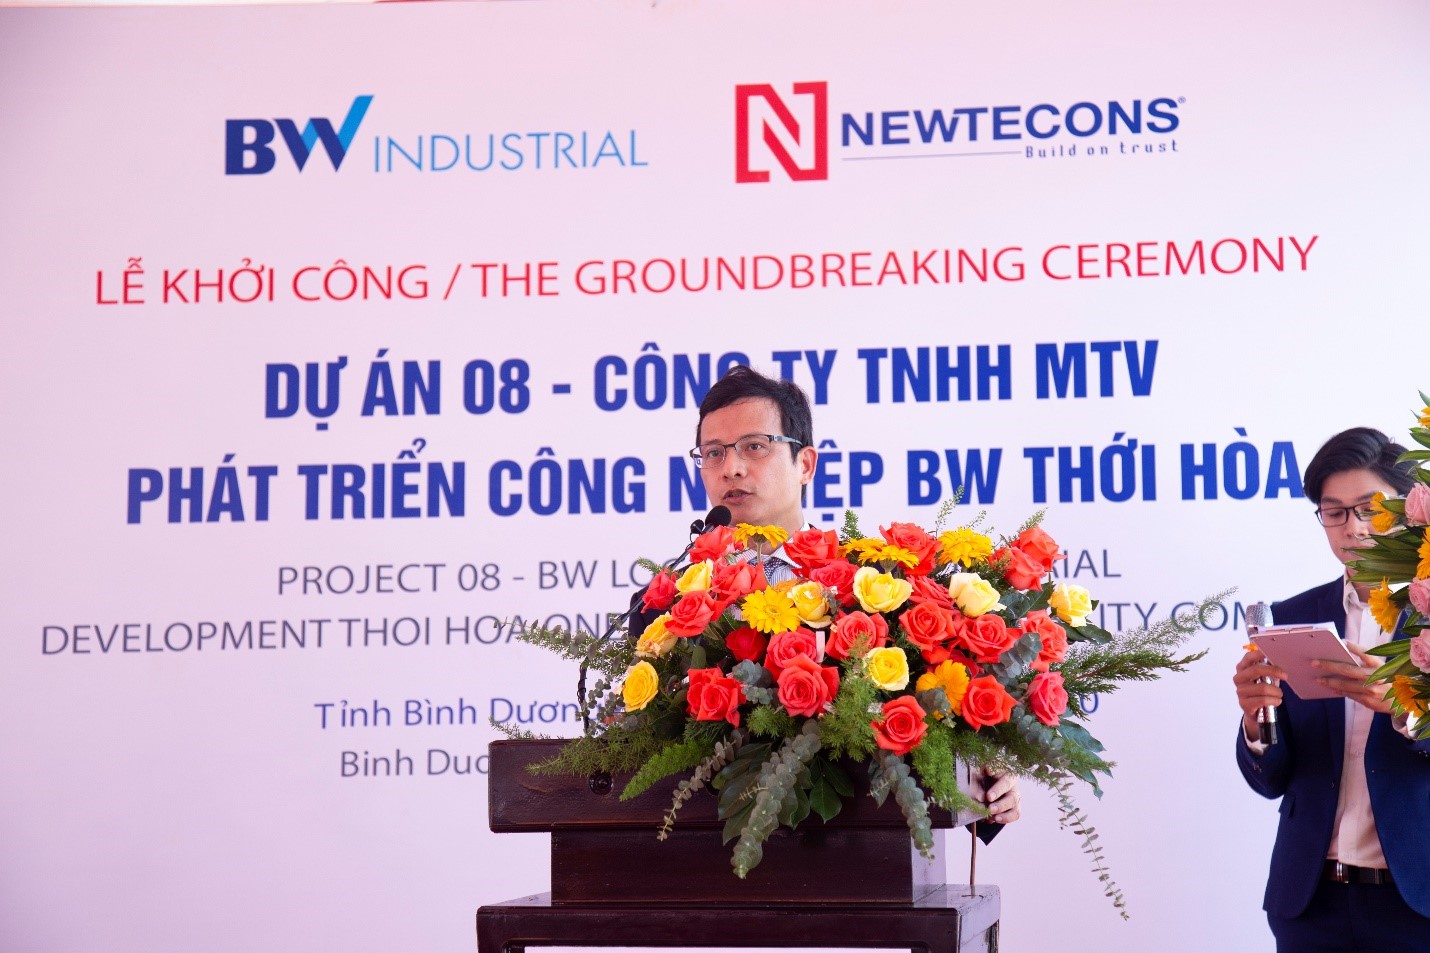 BW INDUSTRIAL
NEWTECONS®
Build on trust
LỄ KHỞI CÔNG / THE GROUNDBREAKING CEREMONY
DỰ ÁN 08 - CÔNG TY TNHH MTV
PHÁT TRIỂN CÔNG NGHIỆP BW THỚI HÒA
PROJECT 08 - BW
DEVELOPMENT THOI HOA ONE
Tỉnh Bình Dương
Binh